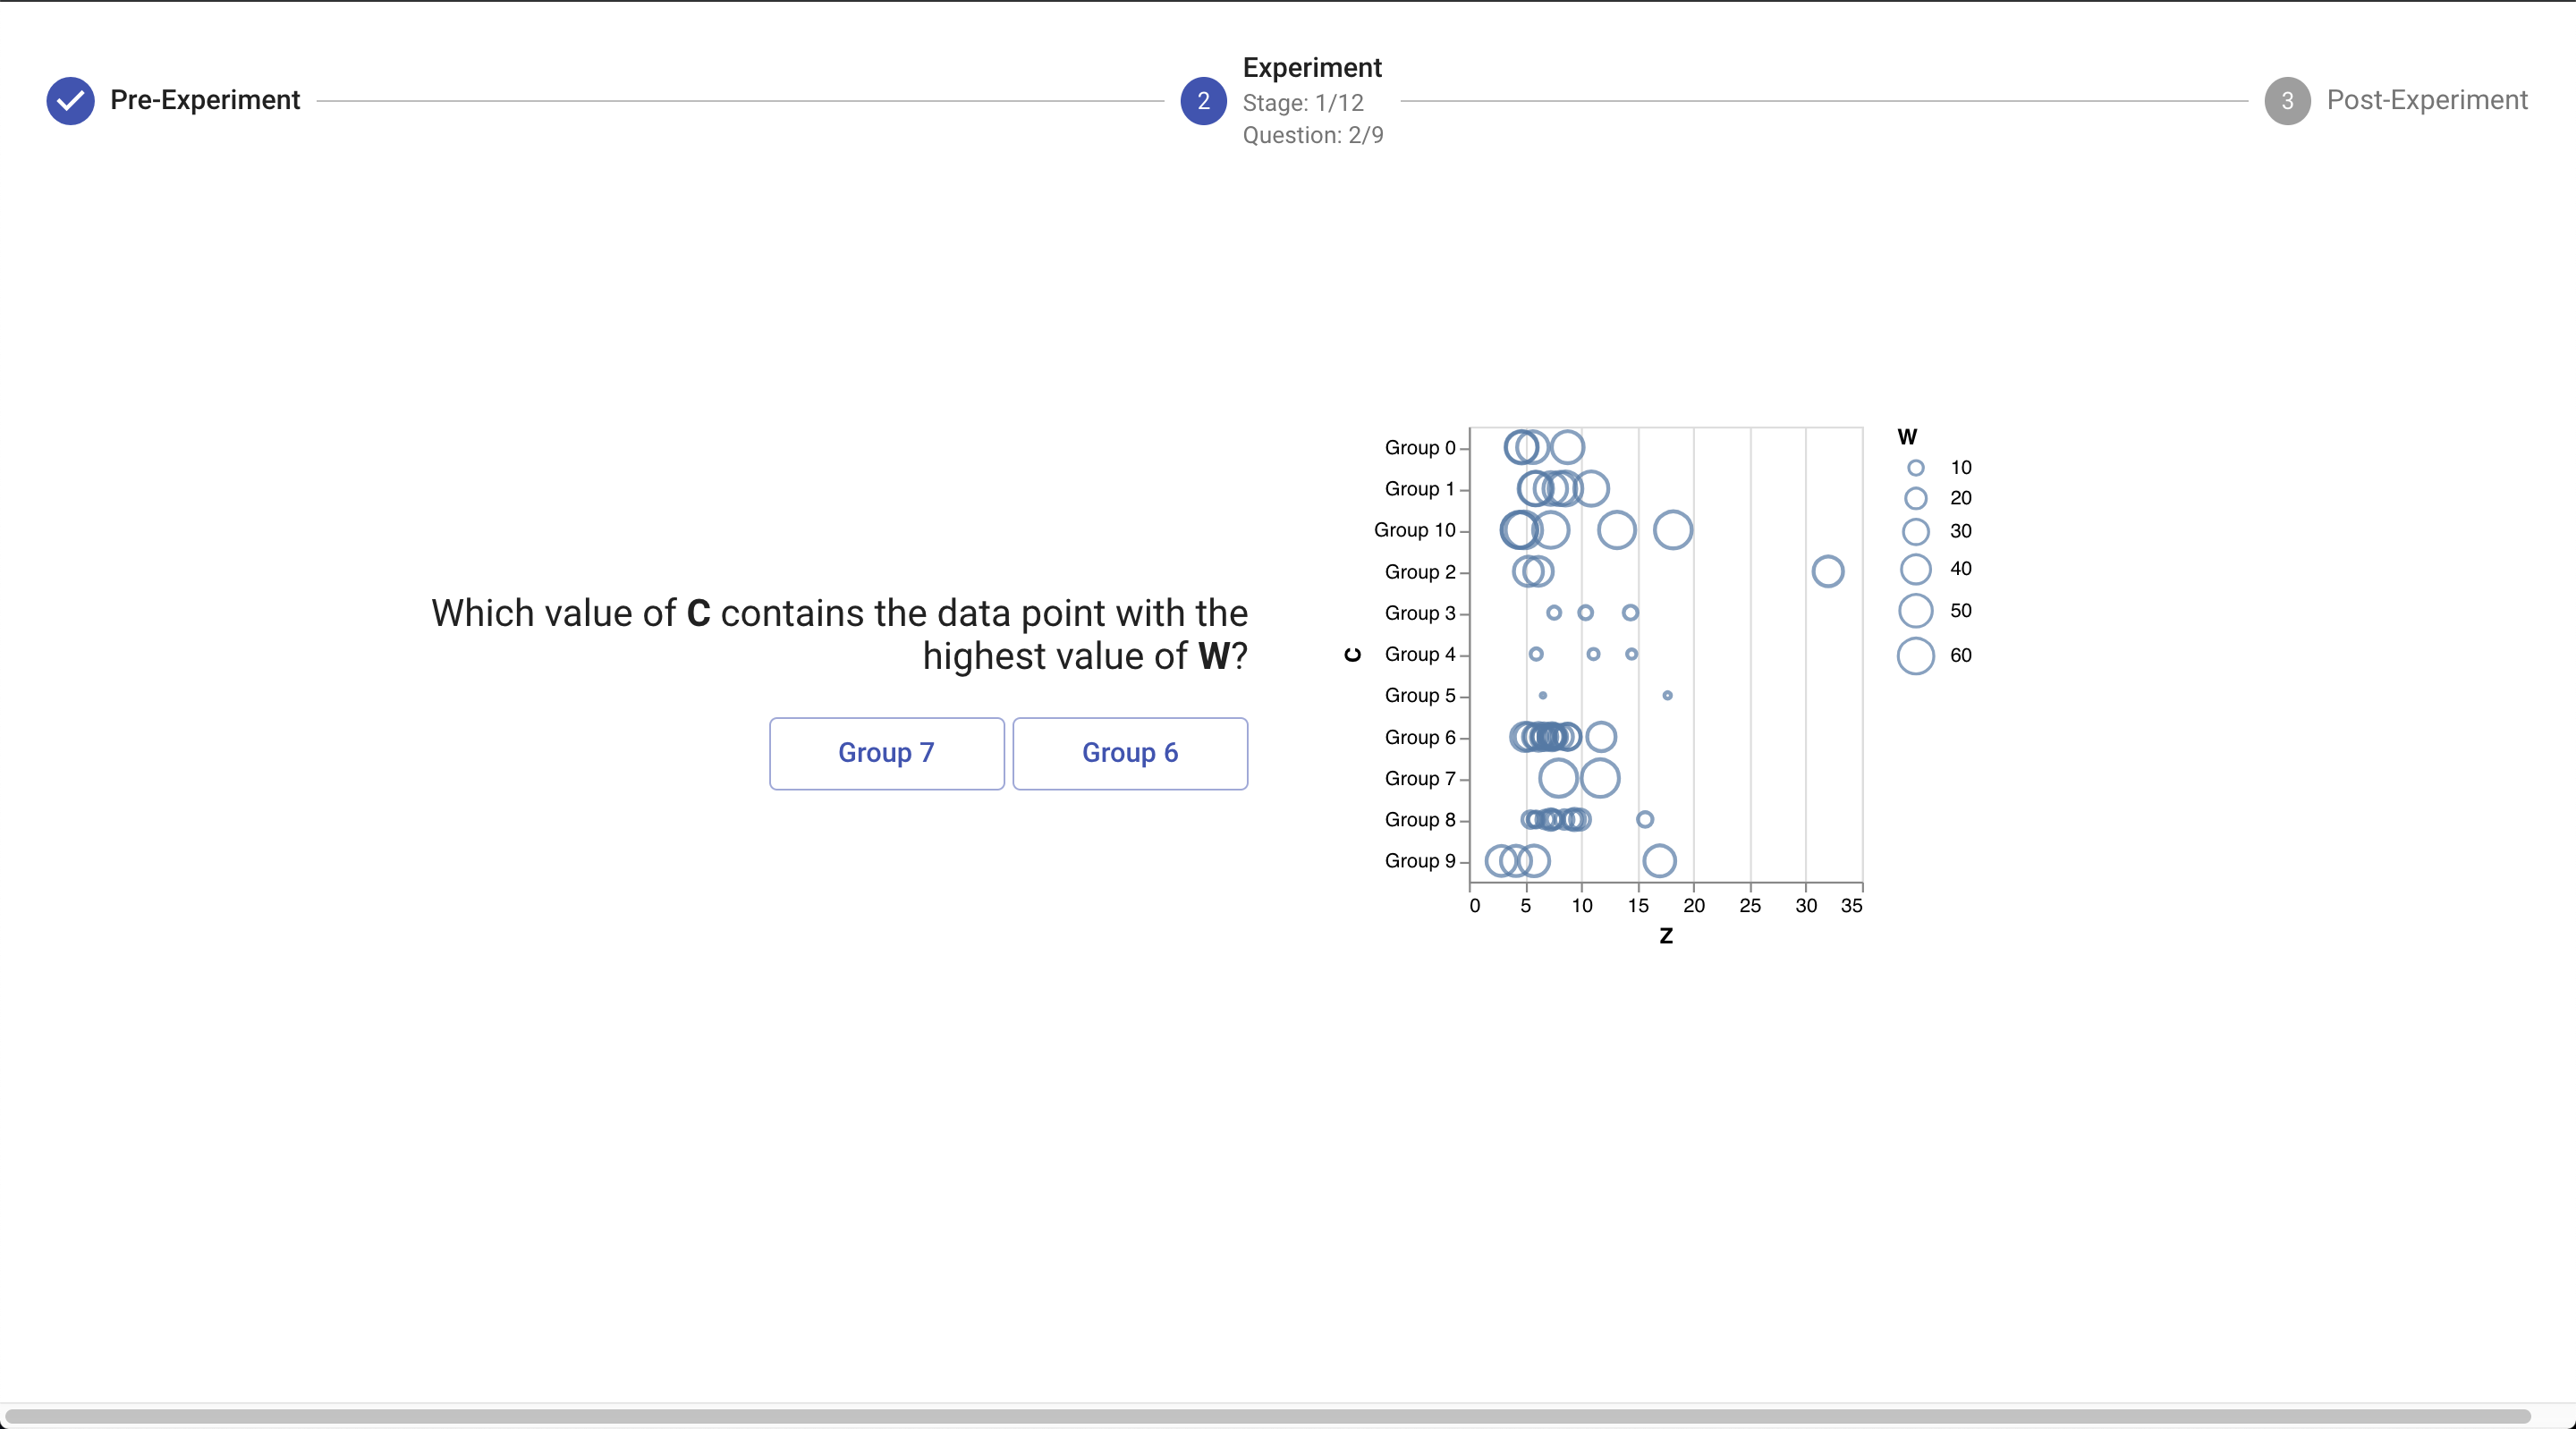 Pre-Experiment
2
Experiment
Stage: 1/12
Question: 2/9
3
Post-Experiment
Which value of C contains the data point with the
highest value of W?
Group 7
Group 6
C
Group 0
Group 1
Group 10
Group 2
Group 3
Group 4
Group 5
Group 6
Group 7
Group 8
Group 9
0 5 10 15 20 25 30 35
Z
W
10
20
30
40
50
60